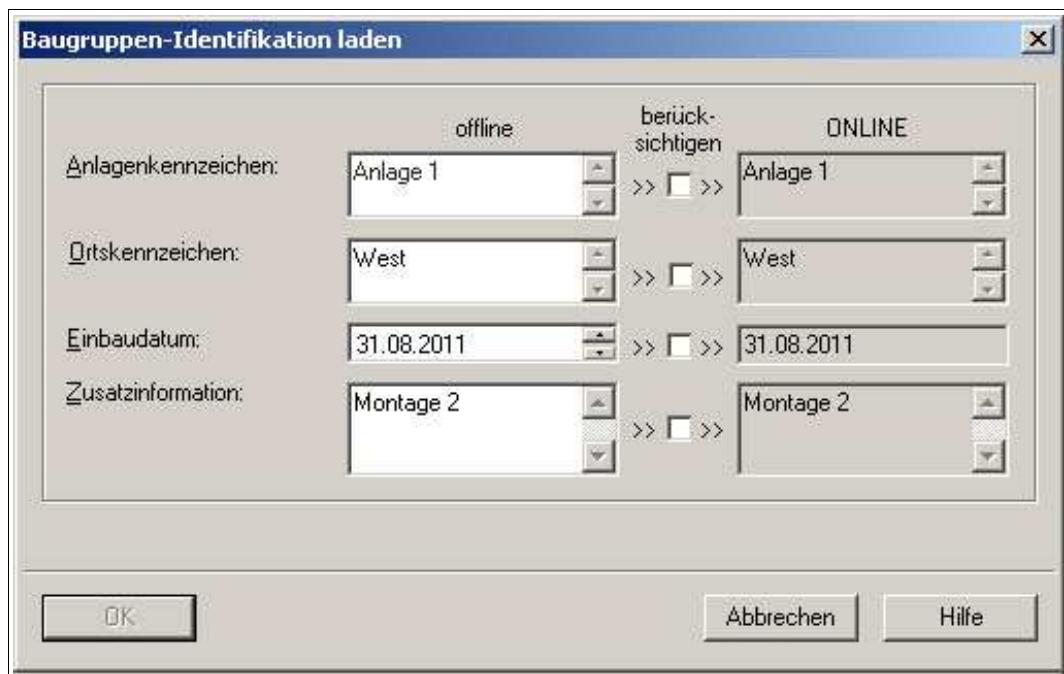 Baugruppen-Identifikation laden
offline
berück-
sichtigen
ONLINE
Anlagenkennzeichen:
Anlage 1
>> >>
Anlage 1
Ortskennzeichen:
West
>> >>
West
Einbaudatum:
31.08.2011
>> >>
31.08.2011
Zusatzinformation:
Montage 2
>> >>
Montage 2
OK
Abbrechen
Hilfe